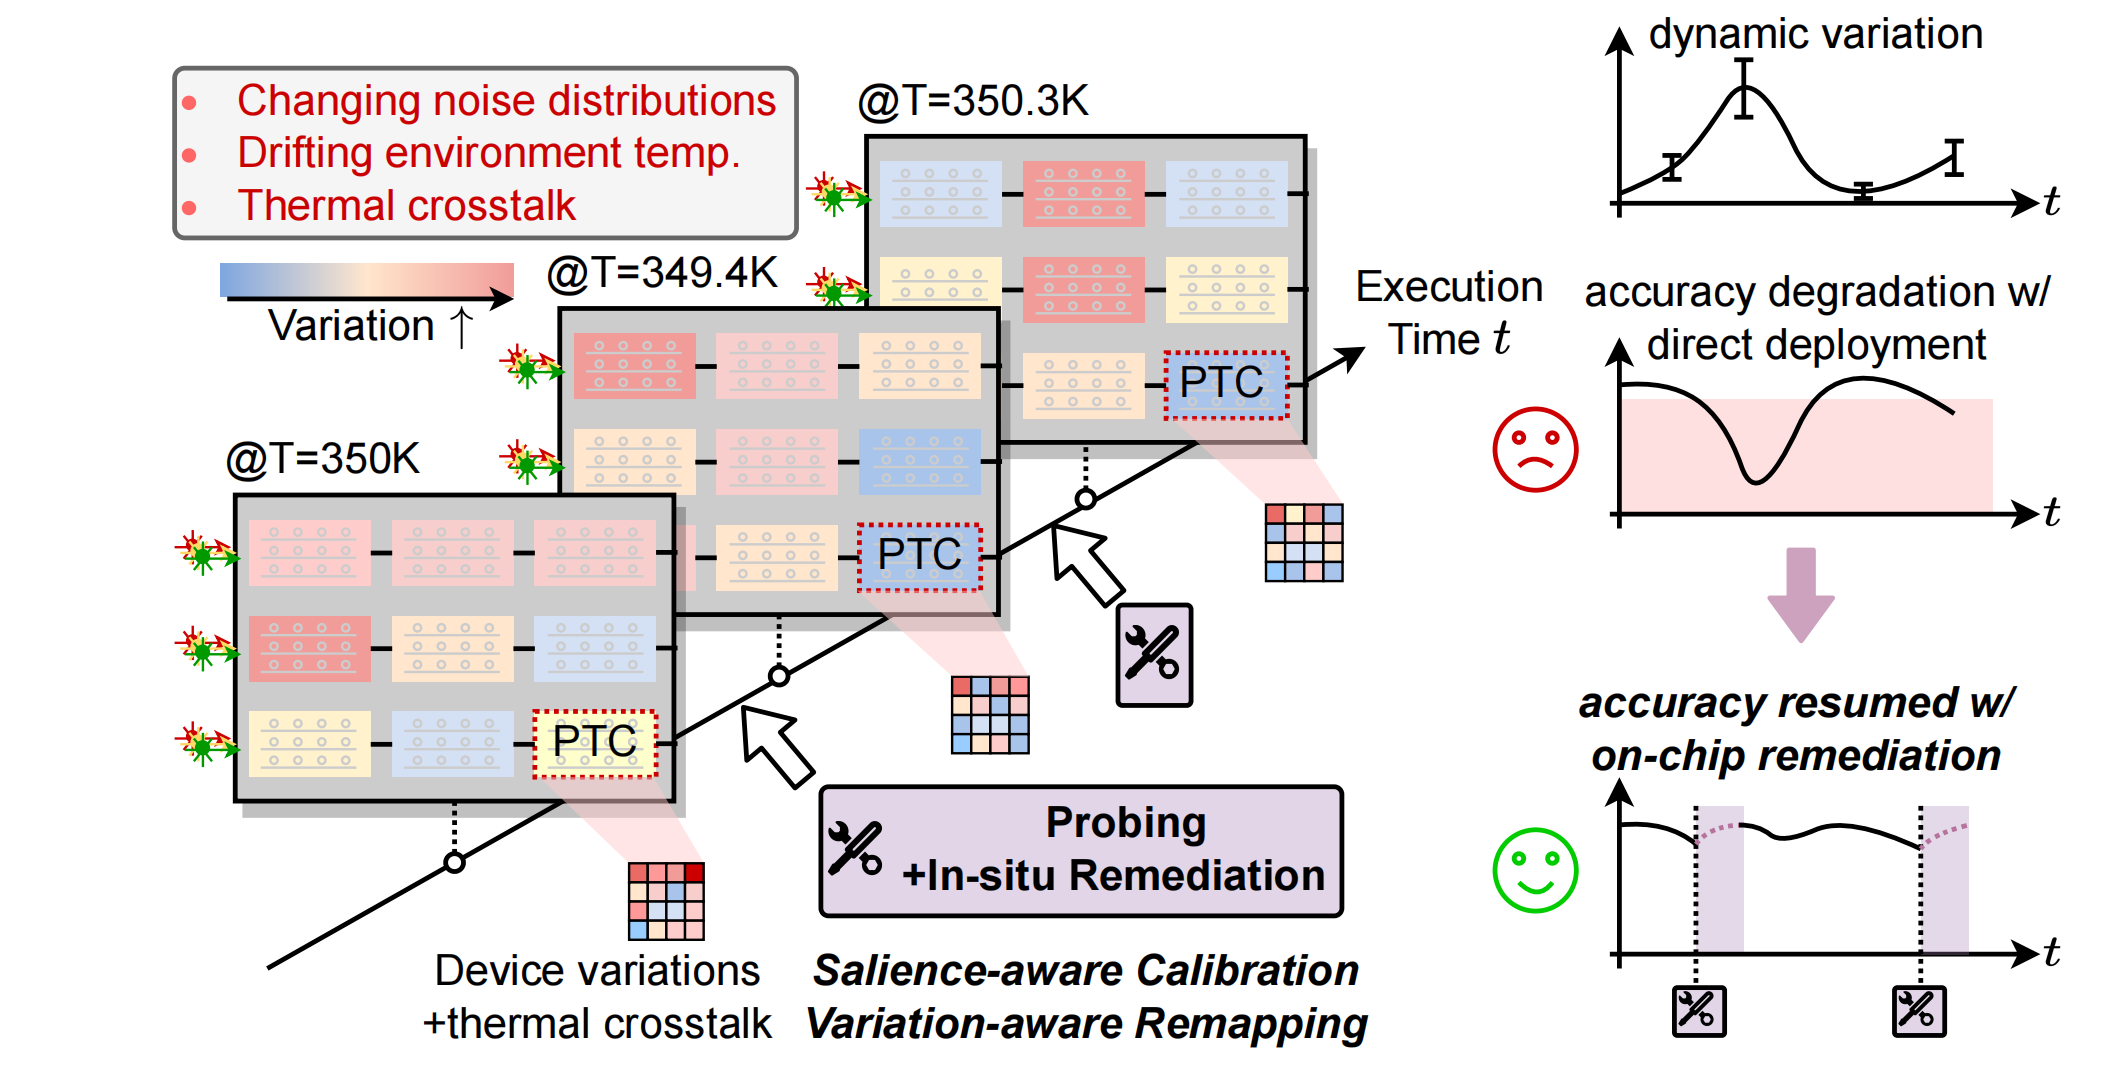 • Changing noise distributions
• Drifting environment temp.
• Thermal crosstalk
Variation ↑
@T=350K
@T=349.4K
@T=350.3K
PTC
PTC
PTC
Execution
Time t
Probing
+In-situ Remediation
Device variations
+thermal crosstalk
Salience-aware Calibration
Variation-aware Remapping
dynamic variation
t
accuracy degradation w/
direct deployment
t
accuracy resumed w/
on-chip remediation
t